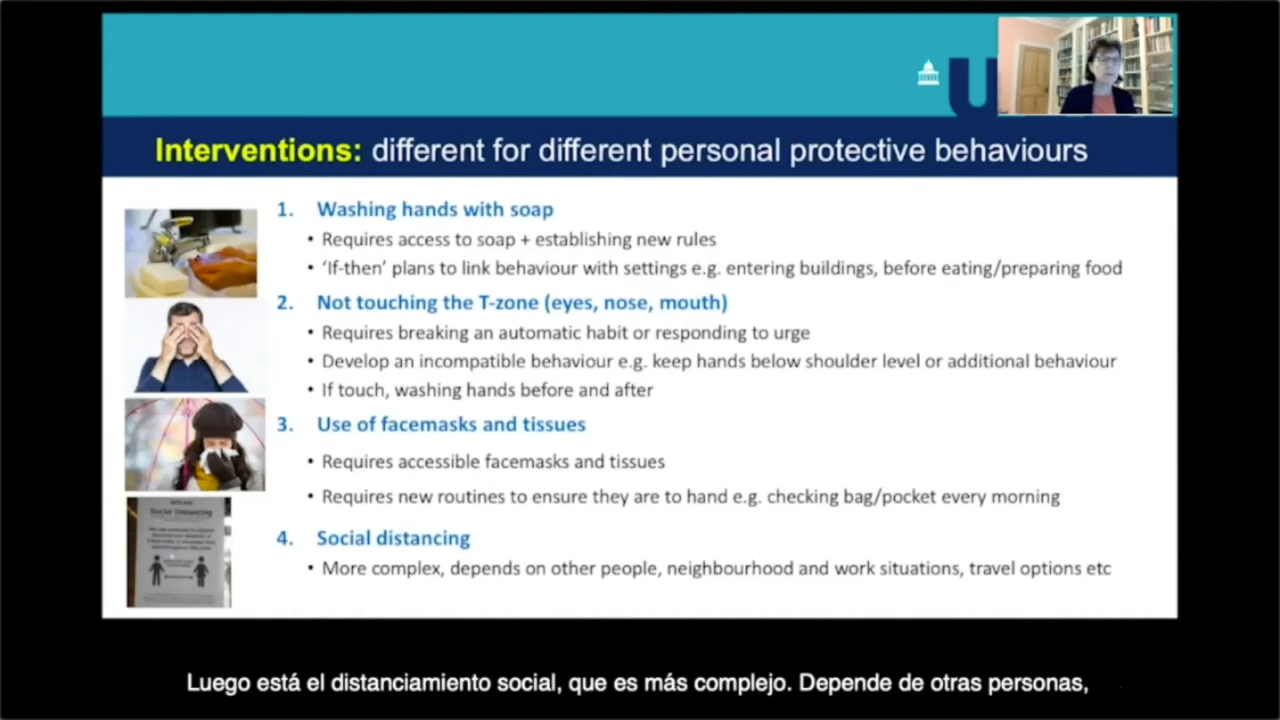 U
Interventions: different for different personal protective behaviours
1. Washing hands with soap
• Requires access to soap + establishing new rules
• ‘If-then’ plans to link behaviour with settings e.g. entering buildings, before eating/preparing food
2. Not touching the T-zone (eyes, nose, mouth)
• Requires breaking an automatic habit or responding to urge
• Develop an incompatible behaviour e.g. keep hands below shoulder level or additional behaviour
• If touch, washing hands before and after
3. Use of facemasks and tissues
• Requires accessible facemasks and tissues
• Requires new routines to ensure they are to hand e.g. checking bag/pocket every morning
Social Distancing
4. Social distancing
• More complex, depends on other people, neighbourhood and work situations, travel options etc
Luego está el distanciamiento social, que es más complejo. Depende de otras personas,